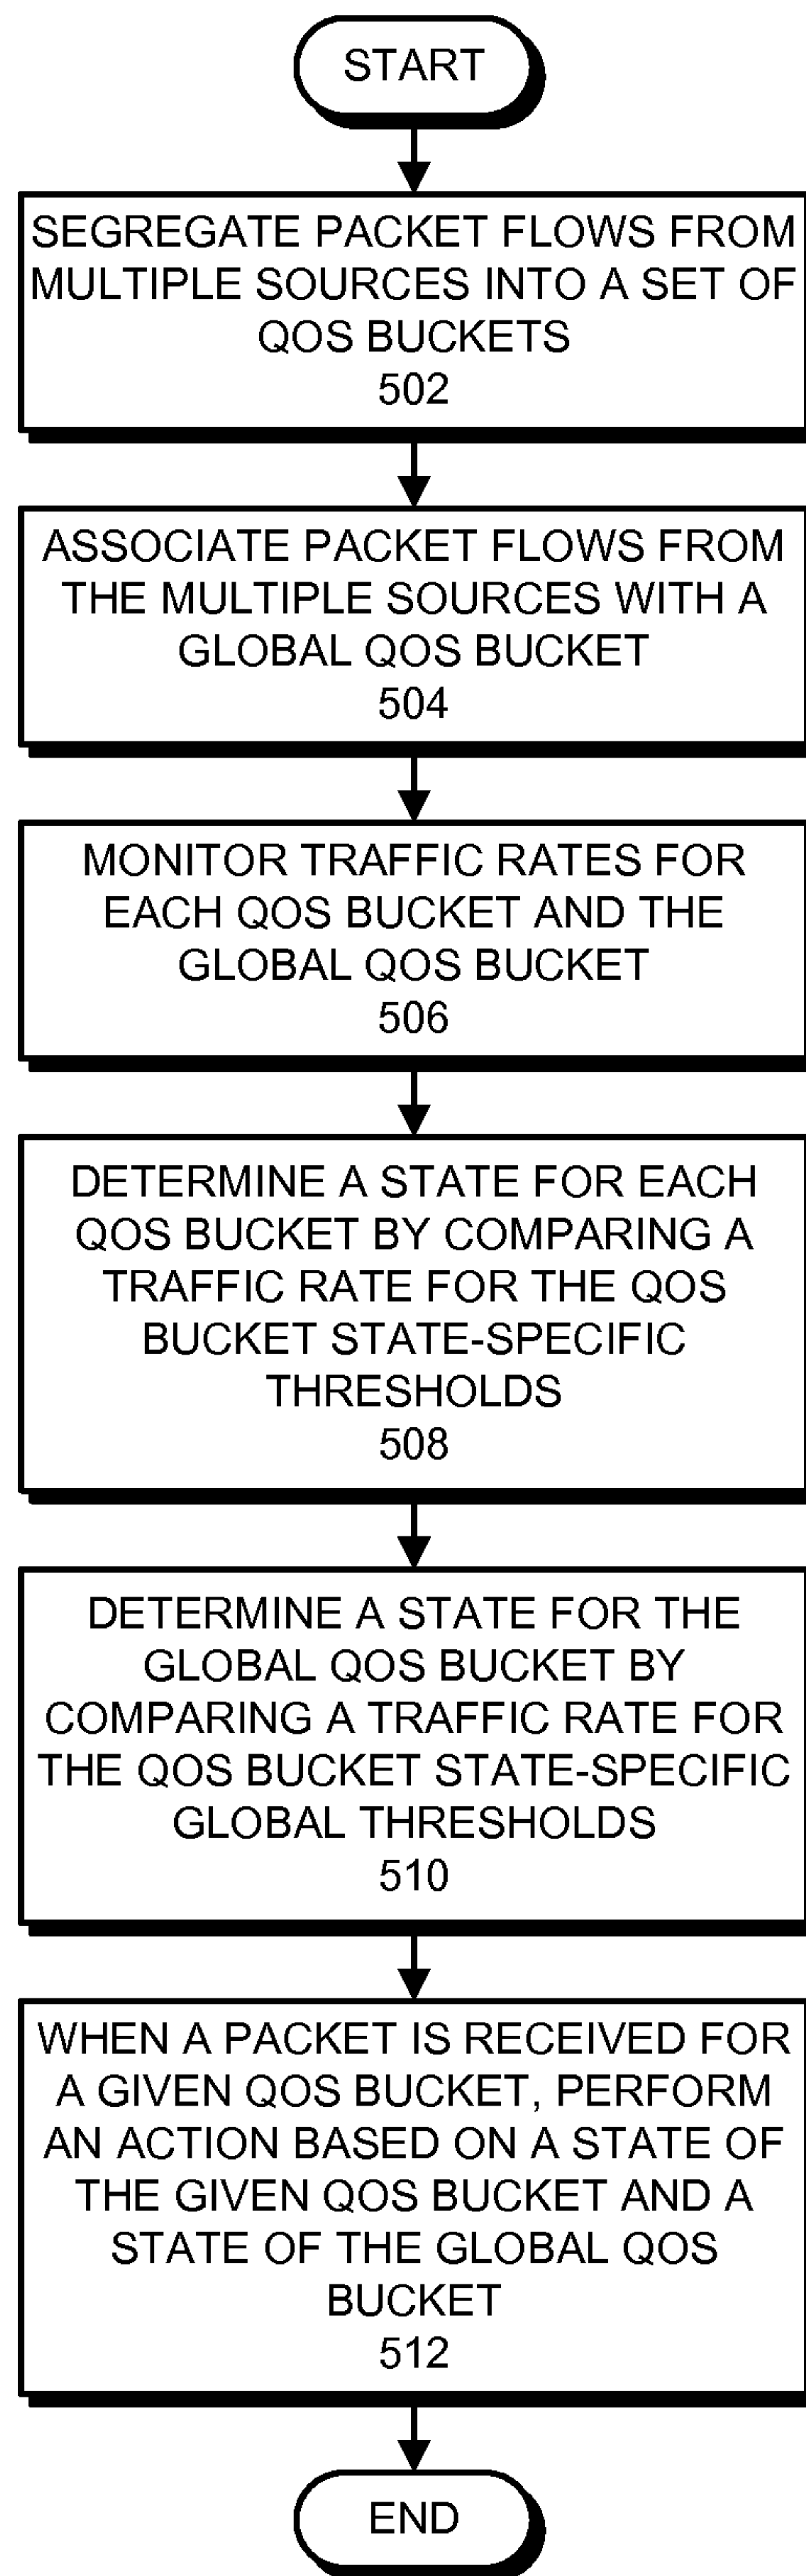 START
SEGREGATE PACKET FLOWS FROM
MULTIPLE SOURCES INTO A SET OF
QOS BUCKETS
502
ASSOCIATE PACKET FLOWS FROM
THE MULTIPLE SOURCES WITH A
GLOBAL QOS BUCKET
504
MONITOR TRAFFIC RATES FOR
EACH QOS BUCKET AND THE
GLOBAL QOS BUCKET
506
DETERMINE A STATE FOR EACH
QOS BUCKET BY COMPARING A
TRAFFIC RATE FOR THE QOS
BUCKET STATE-SPECIFIC
THRESHOLDS
508
DETERMINE A STATE FOR THE
GLOBAL QOS BUCKET BY
COMPARING A TRAFFIC RATE FOR
THE QOS BUCKET STATE-SPECIFIC
GLOBAL THRESHOLDS
510
WHEN A PACKET IS RECEIVED FOR
A GIVEN QOS BUCKET, PERFORM
AN ACTION BASED ON A STATE OF
THE GIVEN QOS BUCKET AND A
STATE OF THE GLOBAL QOS
BUCKET
512
END